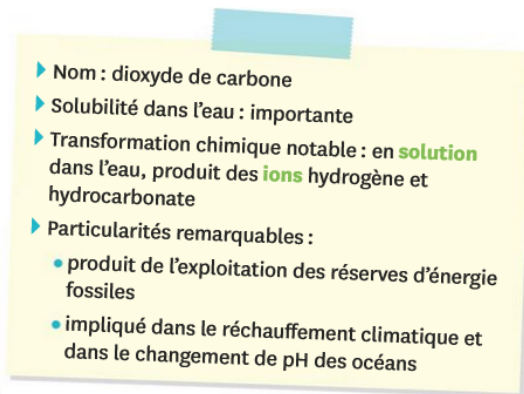 Nom : dioxyde de carbone
Solubilité dans l'eau : importante
Transformation chimique notable : en solution
dans l'eau, produit des ions hydrogène et
hydrocarbonate
Particularités remarquables :
• produit de l'exploitation des réserves d'énergie
fossiles
• impliqué dans le réchauffement climatique et
dans le changement de pH des océans